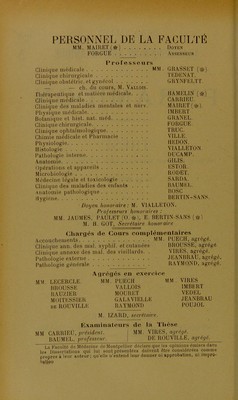 PERSONNEL DE LA FACULTÉ
MM. MAIRET (✻) . . . . . . . . Doyen
FORGUE . . . . . . . . Assesseur
Professeurs
Clinique médicale . . . . MM. GRASSET (✻)
Clinique chirurgicale . . . . TEDENAT.
Clinique obstétric. et gynécol . . . . GRYNFELTT
— ch. du cours, M. Vallois.
Thérapeutique et matière médicale. . . . HAMELIN (✻)
Clinique médicale . . . . CARRIEU
Clinique des maladies mentales et nerv. MAIRET (✻)
Physique médicale . . . . IMBERT
Botanique et hist. nat. méd. . . . GRANEL
Clinique chirurgicale. . . . FORGUE
Clinique ophtalmologique. . . . TRUC.
Chimie médicale et Pharmacie . . . . VILLE.
Physiologie. . . . HEDON.
Histologie . . . . VIALLETON
Pathologie interne. . . . DUCAMP.
Anatomie. . . . GILIS.
Opérations et appareils . . . . ESTOR.
Microbiologie . . . . RODET.
Médecine légale et toxicologie . . . . SARDA.
Clinique des maladies des enfants . . . . BAUMEL.
Anatomie pathologique . . . . BOSC
Hygiène. . . . BERTIN-SANS
Doyen honoraire : M. VIALLETON.
Professeurs honoraires :
MM. JAUMES, PAULET (O. ✻), E. BERTIN-SANS (✻)
M. H. GOT, Secrétaire honoraire
Chargés de Cours complémentaires
Accouchements. . . . MM. PUECH, agrégé.
Clinique ann. des mal. syphil. et cutanées BROUSSE, agrégé
Clinique annexe des mal. des vieillards. VIRES, agrégé.
Pathologie externe . . . . JEANBRAU, agrégé.
Pathologie générale . . . . RAYMOND, agrégé.
Agrégés en exercice
MM. LECERCLE. MM. PUECH MM. VIRES
BROUSSE VALLOIS IMBERT
RAUZIER MOURET VEDEL
MOITESSIER GALAVIELLE JEANBRAU
DE ROUVILLE RAYMOND POUJOL
M. IZARD, secrétaire.
Examinateurs de la Thèse
MM. CARRIEU, président. MM. VIRES, agrégé.
BAUMEL, professeur. DE ROUVILLE, agrégé.
La Faculté de Médecine de Montpellier déclare que les opinions émises dans
les Dissertations qui lui sont présentées doivent être considérées comme
propres à leur auteur; qu'elle n'entend leur donner ni approbation, ni impro-
bation